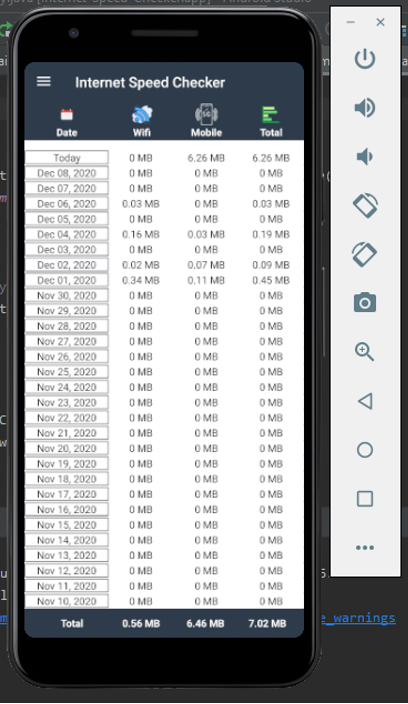 Internet Speed Checker
Date Wifi Mobile Total
Today 0 MB 6.26 MB 6.26 MB
Dec 08, 2020 0 MB 0 MB 0 MB
Dec 07, 2020 0 MB 0 MB 0 MB
Dec 06, 2020 0.03 MB 0 MB 0.03 MB
Dec 05, 2020 0 MB 0 MB 0 MB
Dec 04, 2020 0.16 MB 0.03 MB 0.19 MB
Dec 03, 2020 0 MB 0 MB 0 MB
Dec 02, 2020 0.02 MB 0.07 MB 0.09 MB
Dec 01, 2020 0.34 MB 0.11 MB 0.45 MB
Nov 30, 2020 0 MB 0 MB 0 MB
Nov 29, 2020 0 MB 0 MB 0 MB
Nov 28, 2020 0 MB 0 MB 0 MB
Nov 27, 2020 0 MB 0 MB 0 MB
Nov 26, 2020 0 MB 0 MB 0 MB
Nov 25, 2020 0 MB 0 MB 0 MB
Nov 24, 2020 0 MB 0 MB 0 MB
Nov 23, 2020 0 MB 0 MB 0 MB
Nov 22, 2020 0 MB 0 MB 0 MB
Nov 21, 2020 0 MB 0 MB 0 MB
Nov 20, 2020 0 MB 0 MB 0 MB
Nov 19, 2020 0 MB 0 MB 0 MB
Nov 18, 2020 0 MB 0 MB 0 MB
Nov 17, 2020 0 MB 0 MB 0 MB
Nov 16, 2020 0 MB 0 MB 0 MB
Nov 15, 2020 0 MB 0 MB 0 MB
Nov 14, 2020 0 MB 0 MB 0 MB
Nov 13, 2020 0 MB 0 MB 0 MB
Nov 12, 2020 0 MB 0 MB 0 MB
Nov 11, 2020 0 MB 0 MB 0 MB
Nov 10, 2020 0 MB 0 MB 0 MB
Total 0.56 MB 6.46 MB 7.02 MB
e_warnings